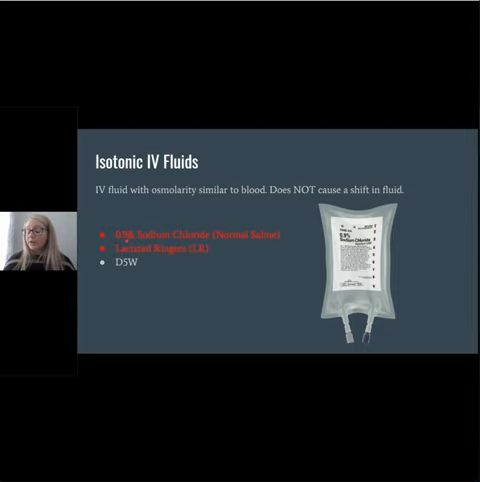 Isotonic IV Fluids
IV fluid with osmolarity similar to blood. Does NOT cause a shift in fluid.
0.9% Sodium Chloride (Normal Saline)
Lactated Ringers (LR)
D5W
0.9%
Sodium Chloride